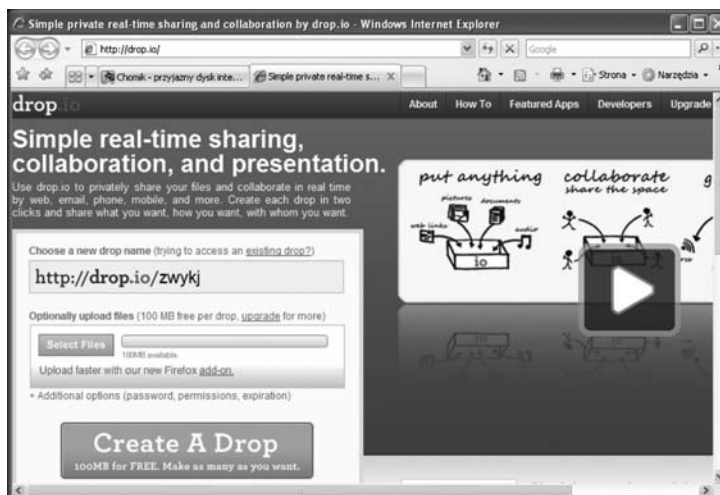 Simple private real-time sharing and collaboration by drop.io - Windows Internet Explorer
http://drop.io/
Google
Chomik - przyjazny dysk inte...
Simple private real-time s...
Strona
Narzędzia
drop.io
About How To Featured Apps Developers Upgrade
Simple real-time sharing,
collaboration, and presentation.
Use drop.io to privately share your files and collaborate in real time
by web, email, phone, mobile, and more. Create each drop in two
clicks and share what you want, how you want, with whom you want.
Choose a new drop name (trying to access an existing drop?)
http://drop.io/zwykj
Optionally upload files (100 MB free per drop, upgrade for more)
Select Files
100MB available.
Upload faster with our new Firefox add-on.
+ Additional options (password, permissions, expiration)
Create A Drop
100MB for FREE. Make as many as you want.
put anything
pictures
documents
web links
audio
io
collaborate
share the space
io
g